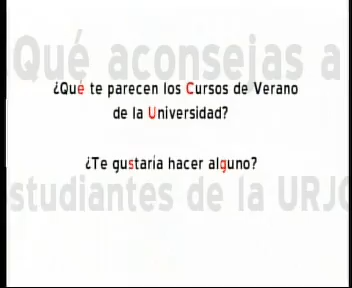 Qué aconsejas a
¿Qué te parecen los Cursos de Verano
de la Universidad?
¿Te gustaría hacer alguno?
studiantes de la URJC